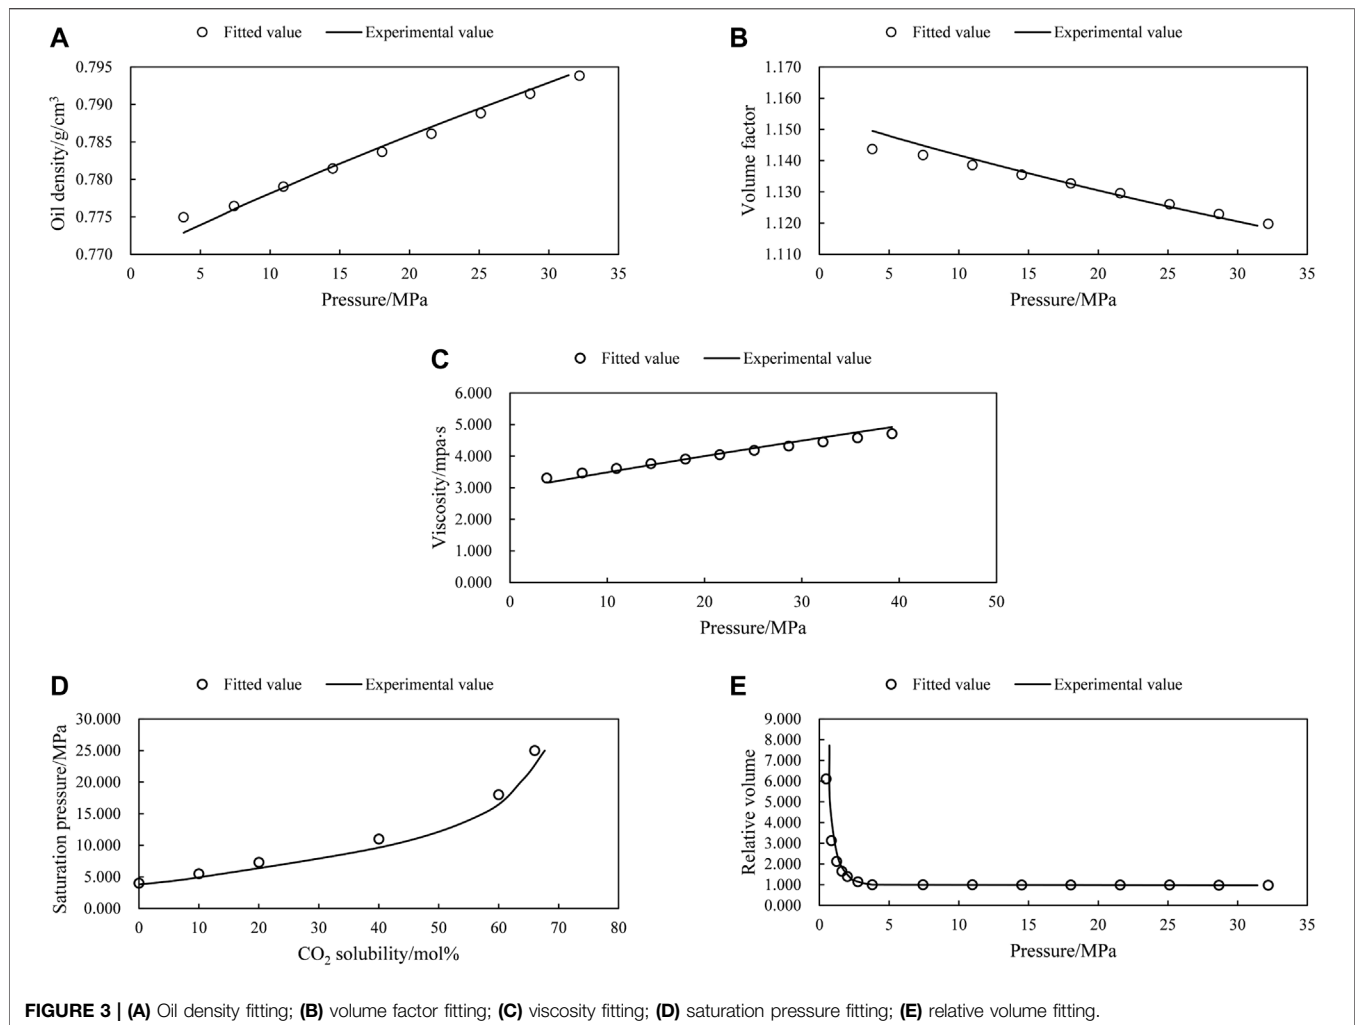 A
Fitted value
Experimental value
0.795
0.790
0.785
0.780
0.775
0.770
Oil density/g/cm³
0 5 10 15 20 25 30 35
Pressure/MPa
B
Fitted value
Experimental value
1.170
1.160
1.150
1.140
1.130
1.120
1.110
Volume factor
0 5 10 15 20 25 30 35
Pressure/MPa
C
Fitted value
Experimental value
6.000
5.000
4.000
3.000
2.000
1.000
0.000
Viscosity/mpa·s
0 10 20 30 40 50
Pressure/MPa
D
Fitted value
Experimental value
30.000
25.000
20.000
15.000
10.000
5.000
0.000
Saturation pressure/MPa
0 10 20 30 40 50 60 70 80
CO₂ solubility/mol%
E
Fitted value
Experimental value
9.000
8.000
7.000
6.000
5.000
4.000
3.000
2.000
1.000
0.000
Relative volume
0 5 10 15 20 25 30 35
Pressure/MPa
FIGURE 3 | (A) Oil density fitting; (B) volume factor fitting; (C) viscosity fitting; (D) saturation pressure fitting; (E) relative volume fitting.